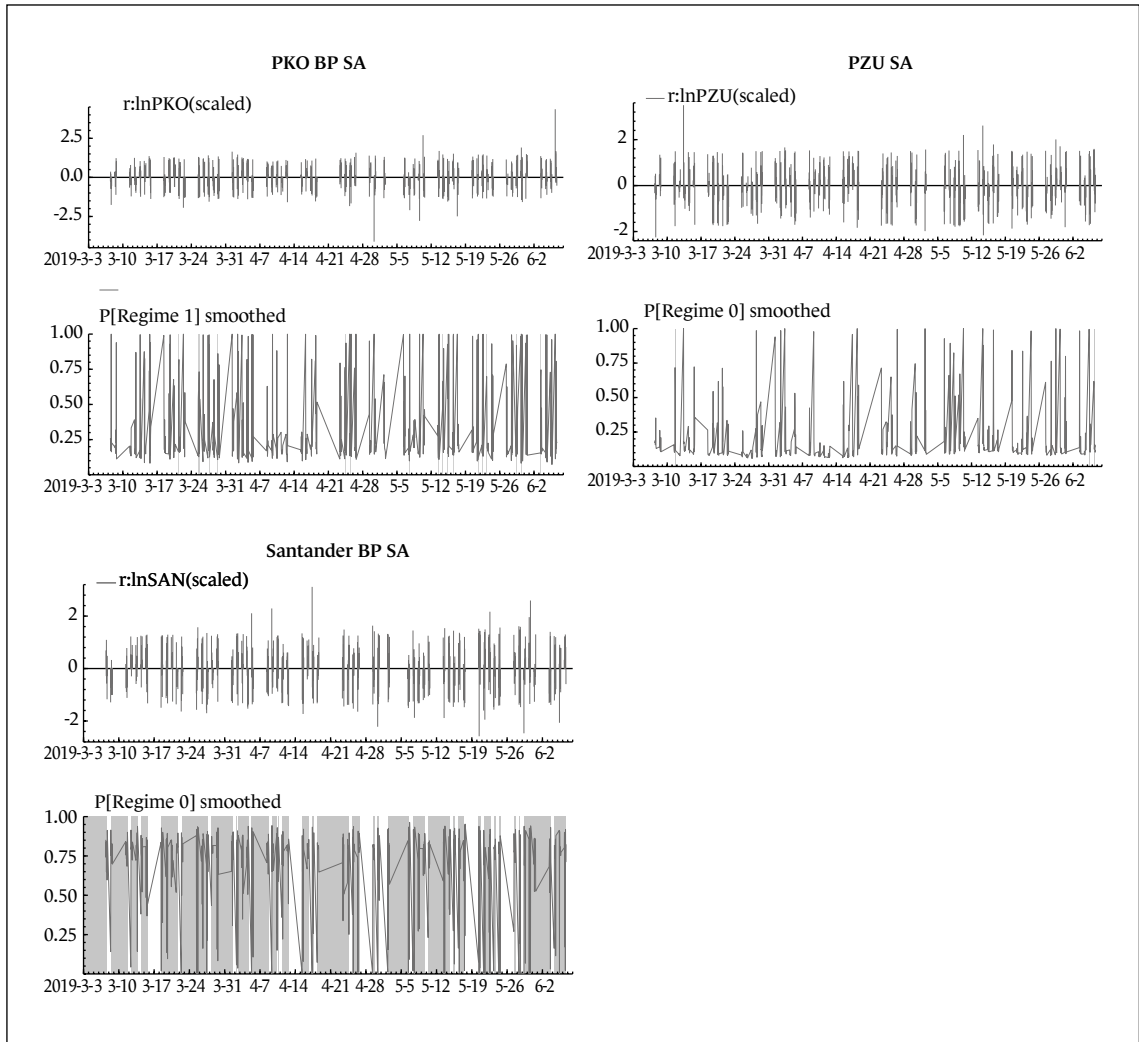 PKO BP SA
r:lnPKO(scaled)
2.5
0.0
-2.5
2019-3-3 3-10 3-17 3-24 3-31 4-7 4-14 4-21 4-28 5-5 5-12 5-19 5-26 6-2
P[Regime 1] smoothed
1.00
0.75
0.50
0.25
2019-3-3 3-10 3-17 3-24 3-31 4-7 4-14 4-21 4-28 5-5 5-12 5-19 5-26 6-2
PZU SA
r:lnPZU(scaled)
2
0
-2
2019-3-3 3-10 3-17 3-24 3-31 4-7 4-14 4-21 4-28 5-5 5-12 5-19 5-26 6-2
P[Regime 0] smoothed
1.00
0.75
0.50
0.25
2019-3-3 3-10 3-17 3-24 3-31 4-7 4-14 4-21 4-28 5-5 5-12 5-19 5-26 6-2
Santander BP SA
r:lnSAN(scaled)
2
0
-2
2019-3-3 3-10 3-17 3-24 3-31 4-7 4-14 4-21 4-28 5-5 5-12 5-19 5-26 6-2
P[Regime 0] smoothed
1.00
0.75
0.50
0.25
2019-3-3 3-10 3-17 3-24 3-31 4-7 4-14 4-21 4-28 5-5 5-12 5-19 5-26 6-2